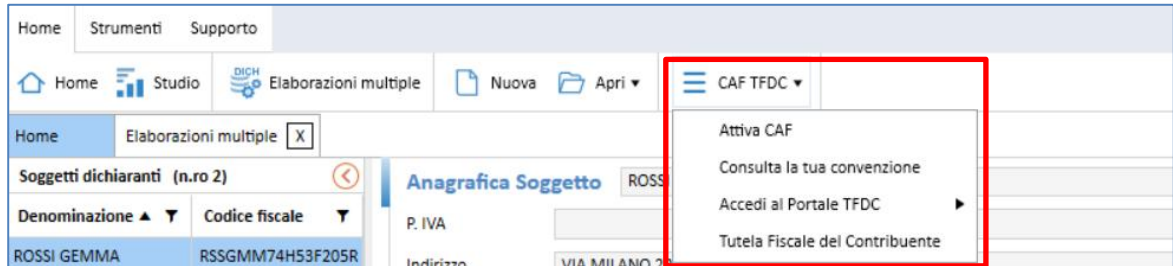 Home Strumenti Supporto
Home Studio DICH Elaborazioni multiple Nuova Apri ▾ CAF TFDC ▾
Home Elaborazioni multiple X
Attiva CAF
Consulta la tua convenzione
Accedi al Portale TFDC
Tutela Fiscale del Contribuente
Soggetti dichiaranti (n.ro 2)
Denominazione Codice fiscale
ROSSI GEMMA RSSGMM74H53F205R
Anagrafica Soggetto ROSS
P. IVA
Indirizzo VIA MILANO